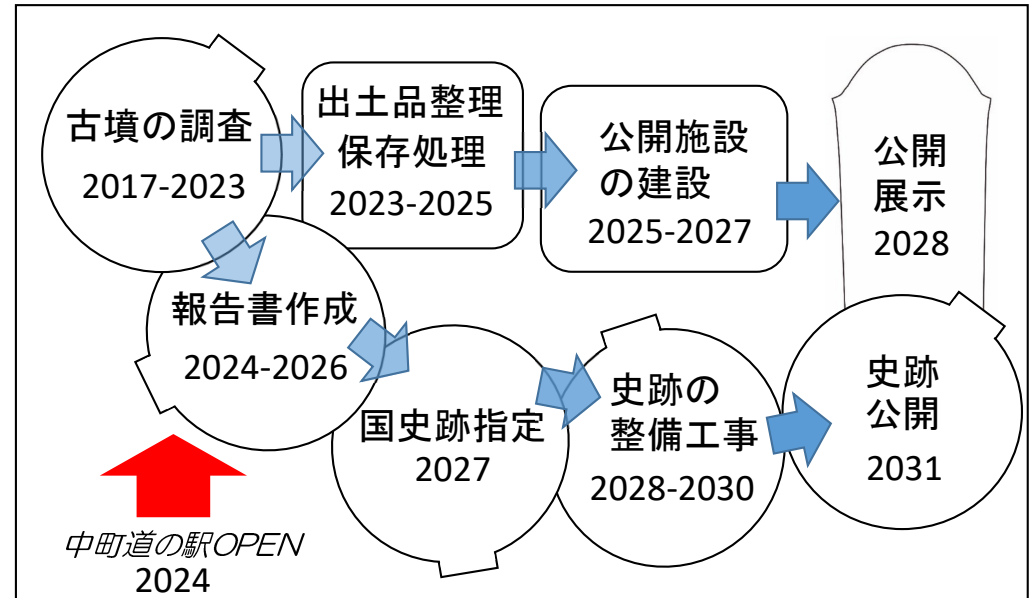 古墳の調査
2017-2023
出土品整理
保存処理
2023-2025
公開施設
の建設
2025-2027
公開
展示
2028
報告書作成
2024-2026
国史跡指定
2027
史跡の
整備工事
2028-2030
史跡
公開
2031
中町道の駅OPEN
2024